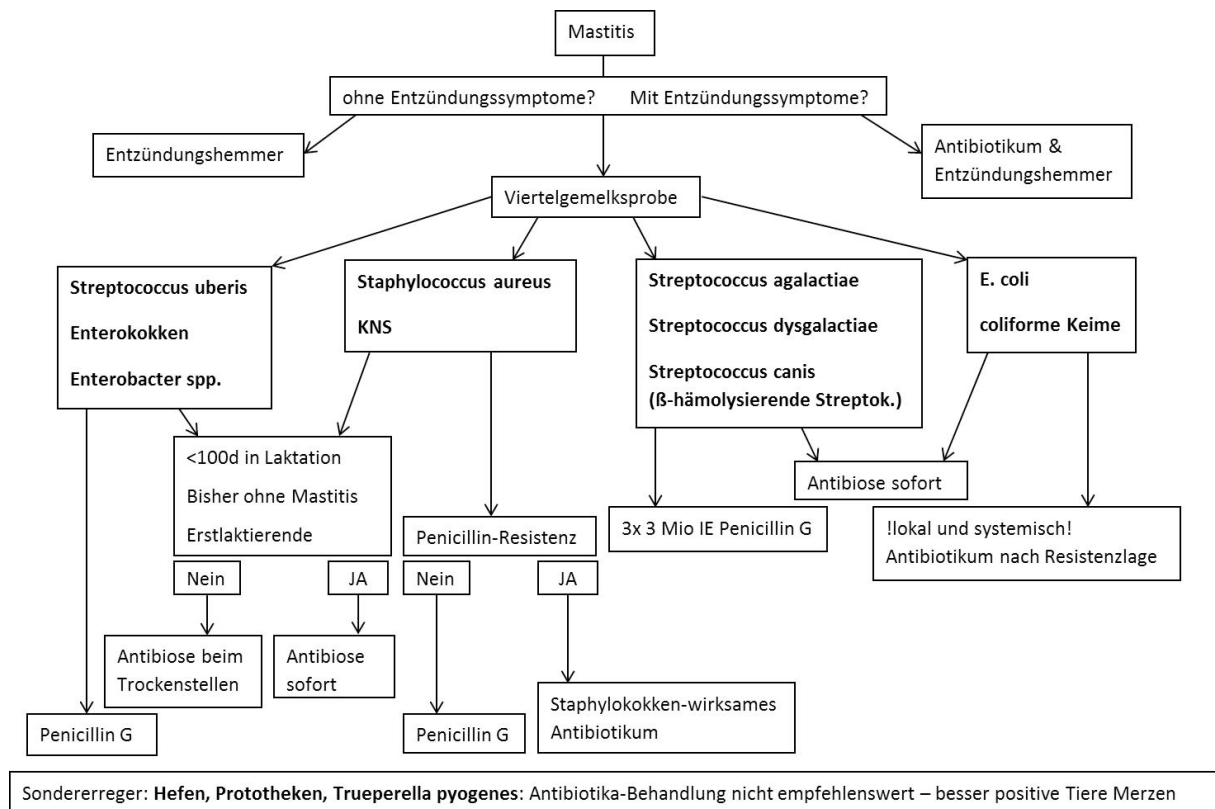 Mastitis
ohne Entzündungssymptome? Mit Entzündungssymptome?
Entzündungshemmer
Antibiotikum &
Entzündungshemmer
Viertelgemelksprobe
Streptococcus uberis
Enterokokken
Enterobacter spp.
Staphylococcus aureus
KNS
Streptococcus agalactiae
Streptococcus dysgalactiae
Streptococcus canis
(ß-hämolysierende Streptok.)
E. coli
coliforme Keime
<100d in Laktation
Bisher ohne Mastitis
Erstlaktierende
Penicillin-Resistenz
3x 3 Mio IE Penicillin G
Antibiose sofort
!lokal und systemisch!
Antibiotikum nach Resistenzlage
Nein
JA
Nein
JA
Antibiose beim
Trockenstellen
Antibiose
sofort
Penicillin G
Penicillin G
Staphylokokken-wirksames
Antibiotikum
Sondererreger: Hefen, Prototheken, Trueperella pyogenes: Antibiotika-Behandlung nicht empfehlenswert – besser positive Tiere Merzen